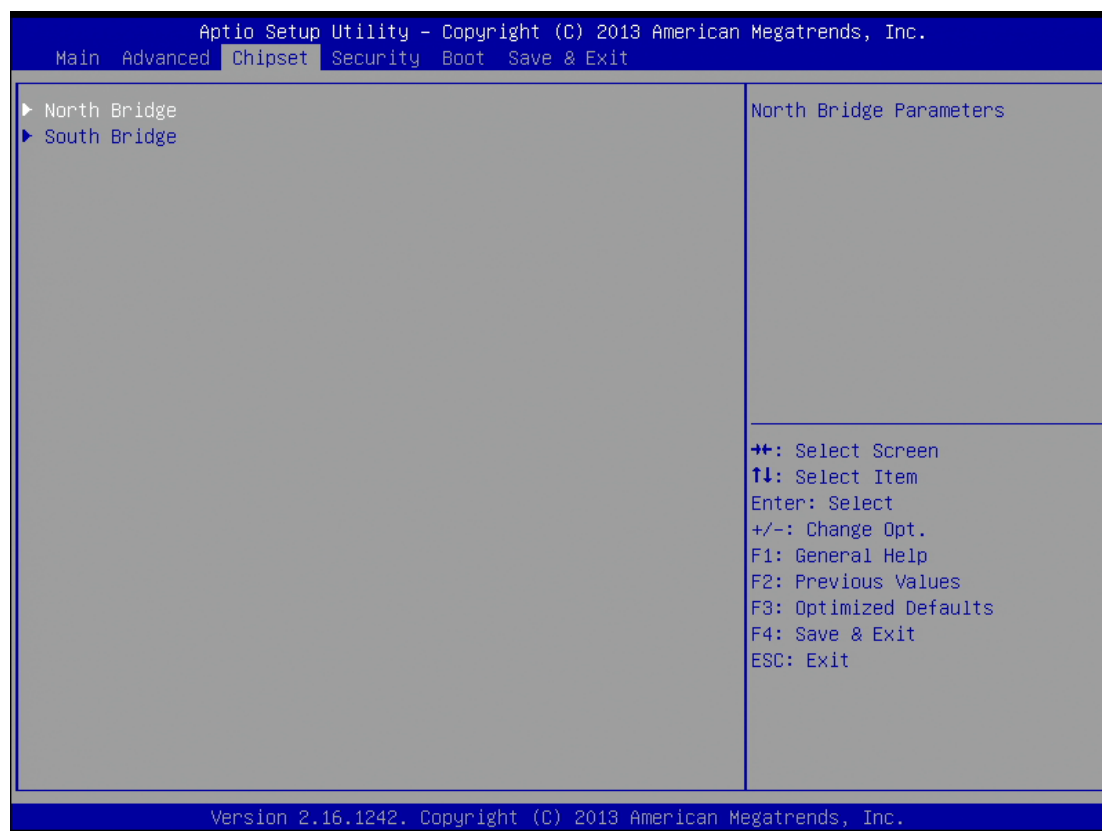 Aptio Setup Utility – Copyright (C) 2013 American Megatrends, Inc.
Main Advanced Chipset Security Boot Save & Exit
► North Bridge
► South Bridge
North Bridge Parameters
→←: Select Screen
↑↓: Select Item
Enter: Select
+/-: Change Opt.
F1: General Help
F2: Previous Values
F3: Optimized Defaults
F4: Save & Exit
ESC: Exit
Version 2.16.1242. Copyright (C) 2013 American Megatrends, Inc.